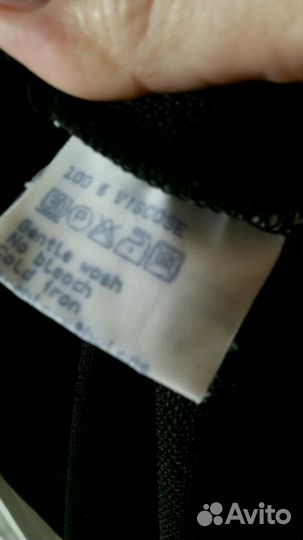 100 % VISCOSE
P
Gentle wash
No bleach
Cold iron
Avito